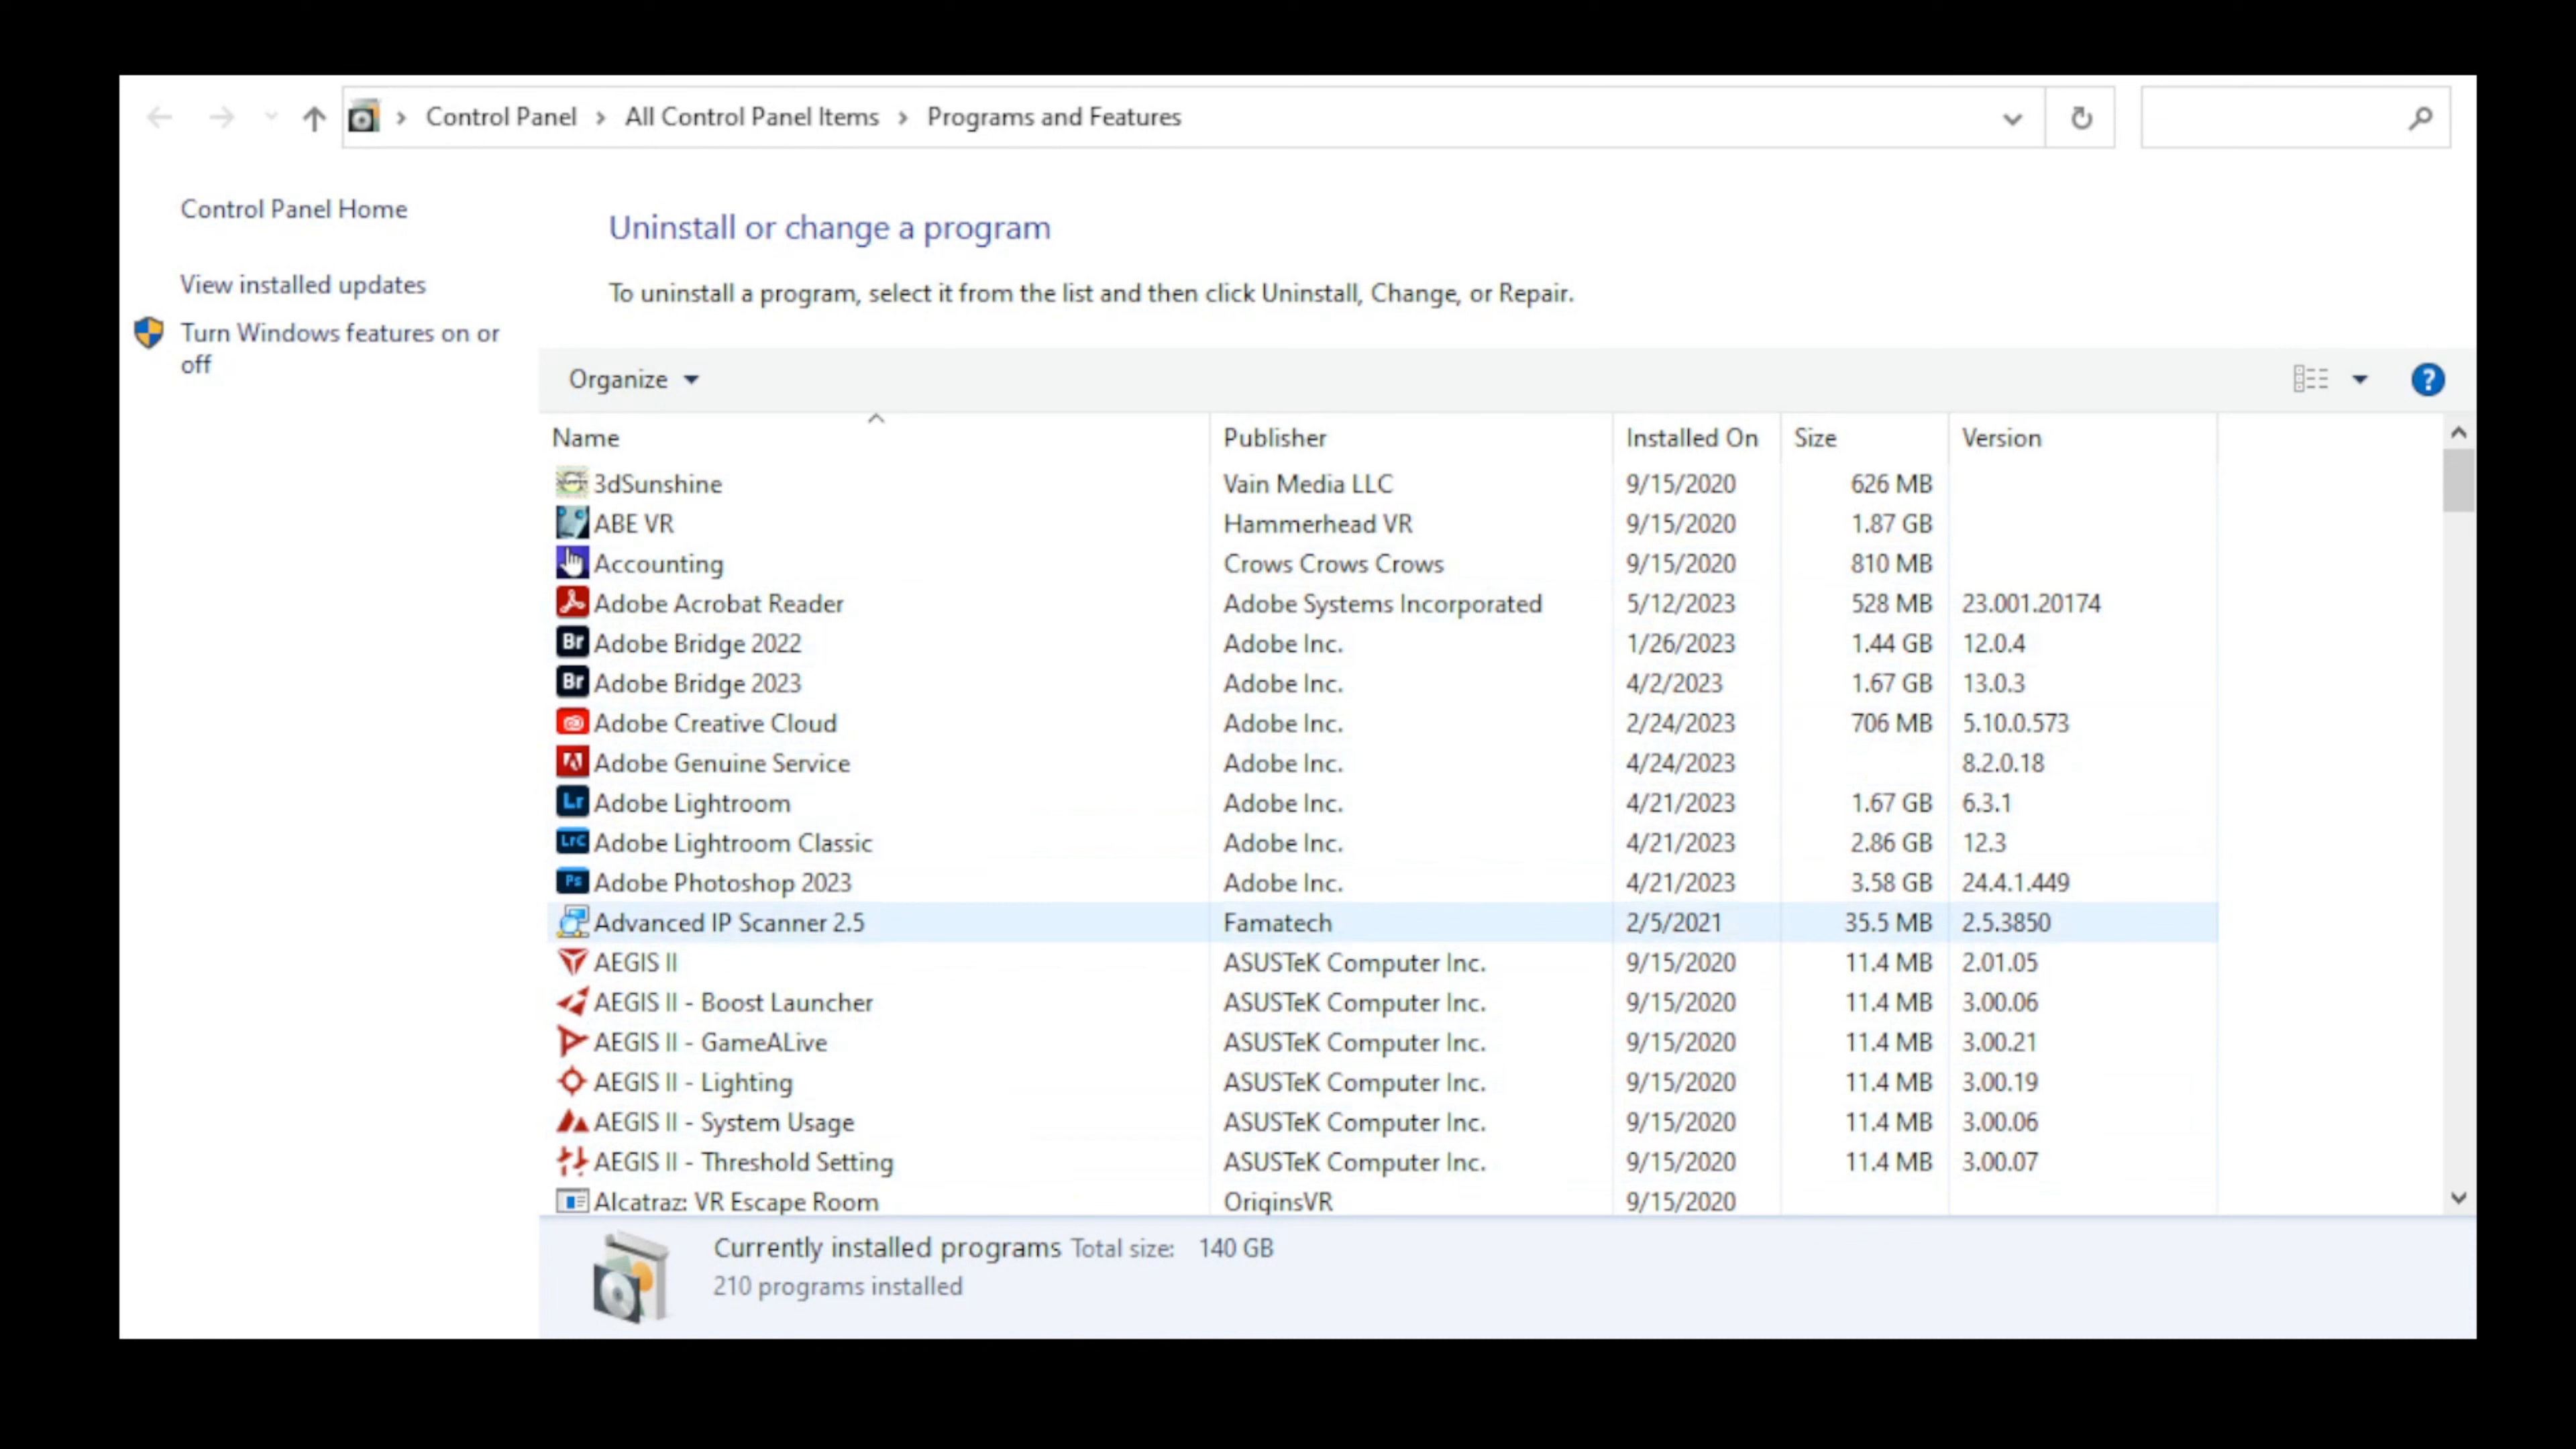 Control Panel > All Control Panel Items > Programs and Features
Control Panel Home
View installed updates
Turn Windows features on or
off
Uninstall or change a program
To uninstall a program, select it from the list and then click Uninstall, Change, or Repair.
Organize
Name Publisher Installed On Size Version
3dSunshine Vain Media LLC 9/15/2020 626 MB
ABE VR Hammerhead VR 9/15/2020 1.87 GB
Accounting Crows Crows Crows 9/15/2020 810 MB
Adobe Acrobat Reader Adobe Systems Incorporated 5/12/2023 528 MB 23.001.20174
Br Adobe Bridge 2022 Adobe Inc. 1/26/2023 1.44 GB 12.0.4
Br Adobe Bridge 2023 Adobe Inc. 4/2/2023 1.67 GB 13.0.3
Adobe Creative Cloud Adobe Inc. 2/24/2023 706 MB 5.10.0.573
Adobe Genuine Service Adobe Inc. 4/24/2023 8.2.0.18
Lr Adobe Lightroom Adobe Inc. 4/21/2023 1.67 GB 6.3.1
LrC Adobe Lightroom Classic Adobe Inc. 4/21/2023 2.86 GB 12.3
Ps Adobe Photoshop 2023 Adobe Inc. 4/21/2023 3.58 GB 24.4.1.449
Advanced IP Scanner 2.5 Famatech 2/5/2021 35.5 MB 2.5.3850
AEGIS II ASUSTeK Computer Inc. 9/15/2020 11.4 MB 2.01.05
AEGIS II - Boost Launcher ASUSTeK Computer Inc. 9/15/2020 11.4 MB 3.00.06
AEGIS II - GameALive ASUSTeK Computer Inc. 9/15/2020 11.4 MB 3.00.21
AEGIS II - Lighting ASUSTeK Computer Inc. 9/15/2020 11.4 MB 3.00.19
AEGIS II - System Usage ASUSTeK Computer Inc. 9/15/2020 11.4 MB 3.00.06
AEGIS II - Threshold Setting ASUSTeK Computer Inc. 9/15/2020 11.4 MB 3.00.07
Alcatraz: VR Escape Room OriginsVR 9/15/2020
Currently installed programs Total size: 140 GB
210 programs installed